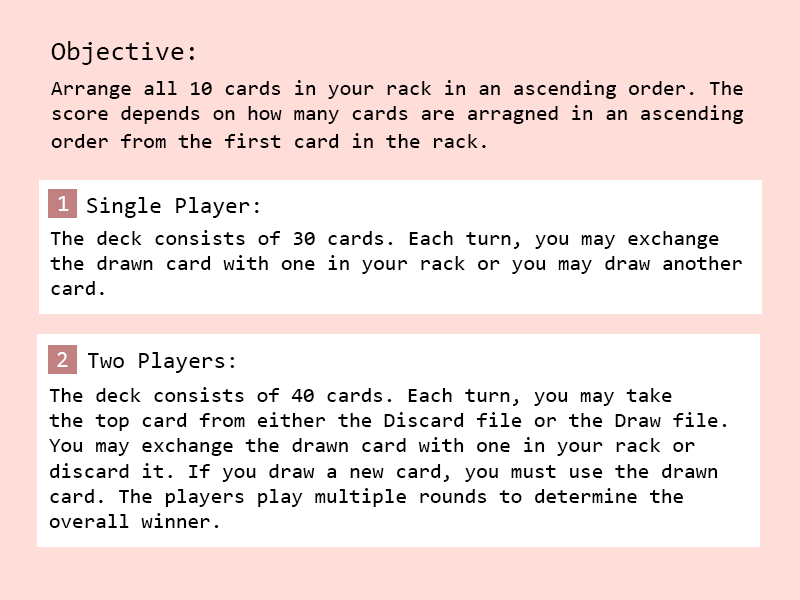 Objective:
Arrange all 10 cards in your rack in an ascending order. The
score depends on how many cards are arragned in an ascending
order from the first card in the rack.
1 Single Player:
The deck consists of 30 cards. Each turn, you may exchange
the drawn card with one in your rack or you may draw another
card.
2 Two Players:
The deck consists of 40 cards. Each turn, you may take
the top card from either the Discard file or the Draw file.
You may exchange the drawn card with one in your rack or
discard it. If you draw a new card, you must use the drawn
card. The players play multiple rounds to determine the
overall winner.